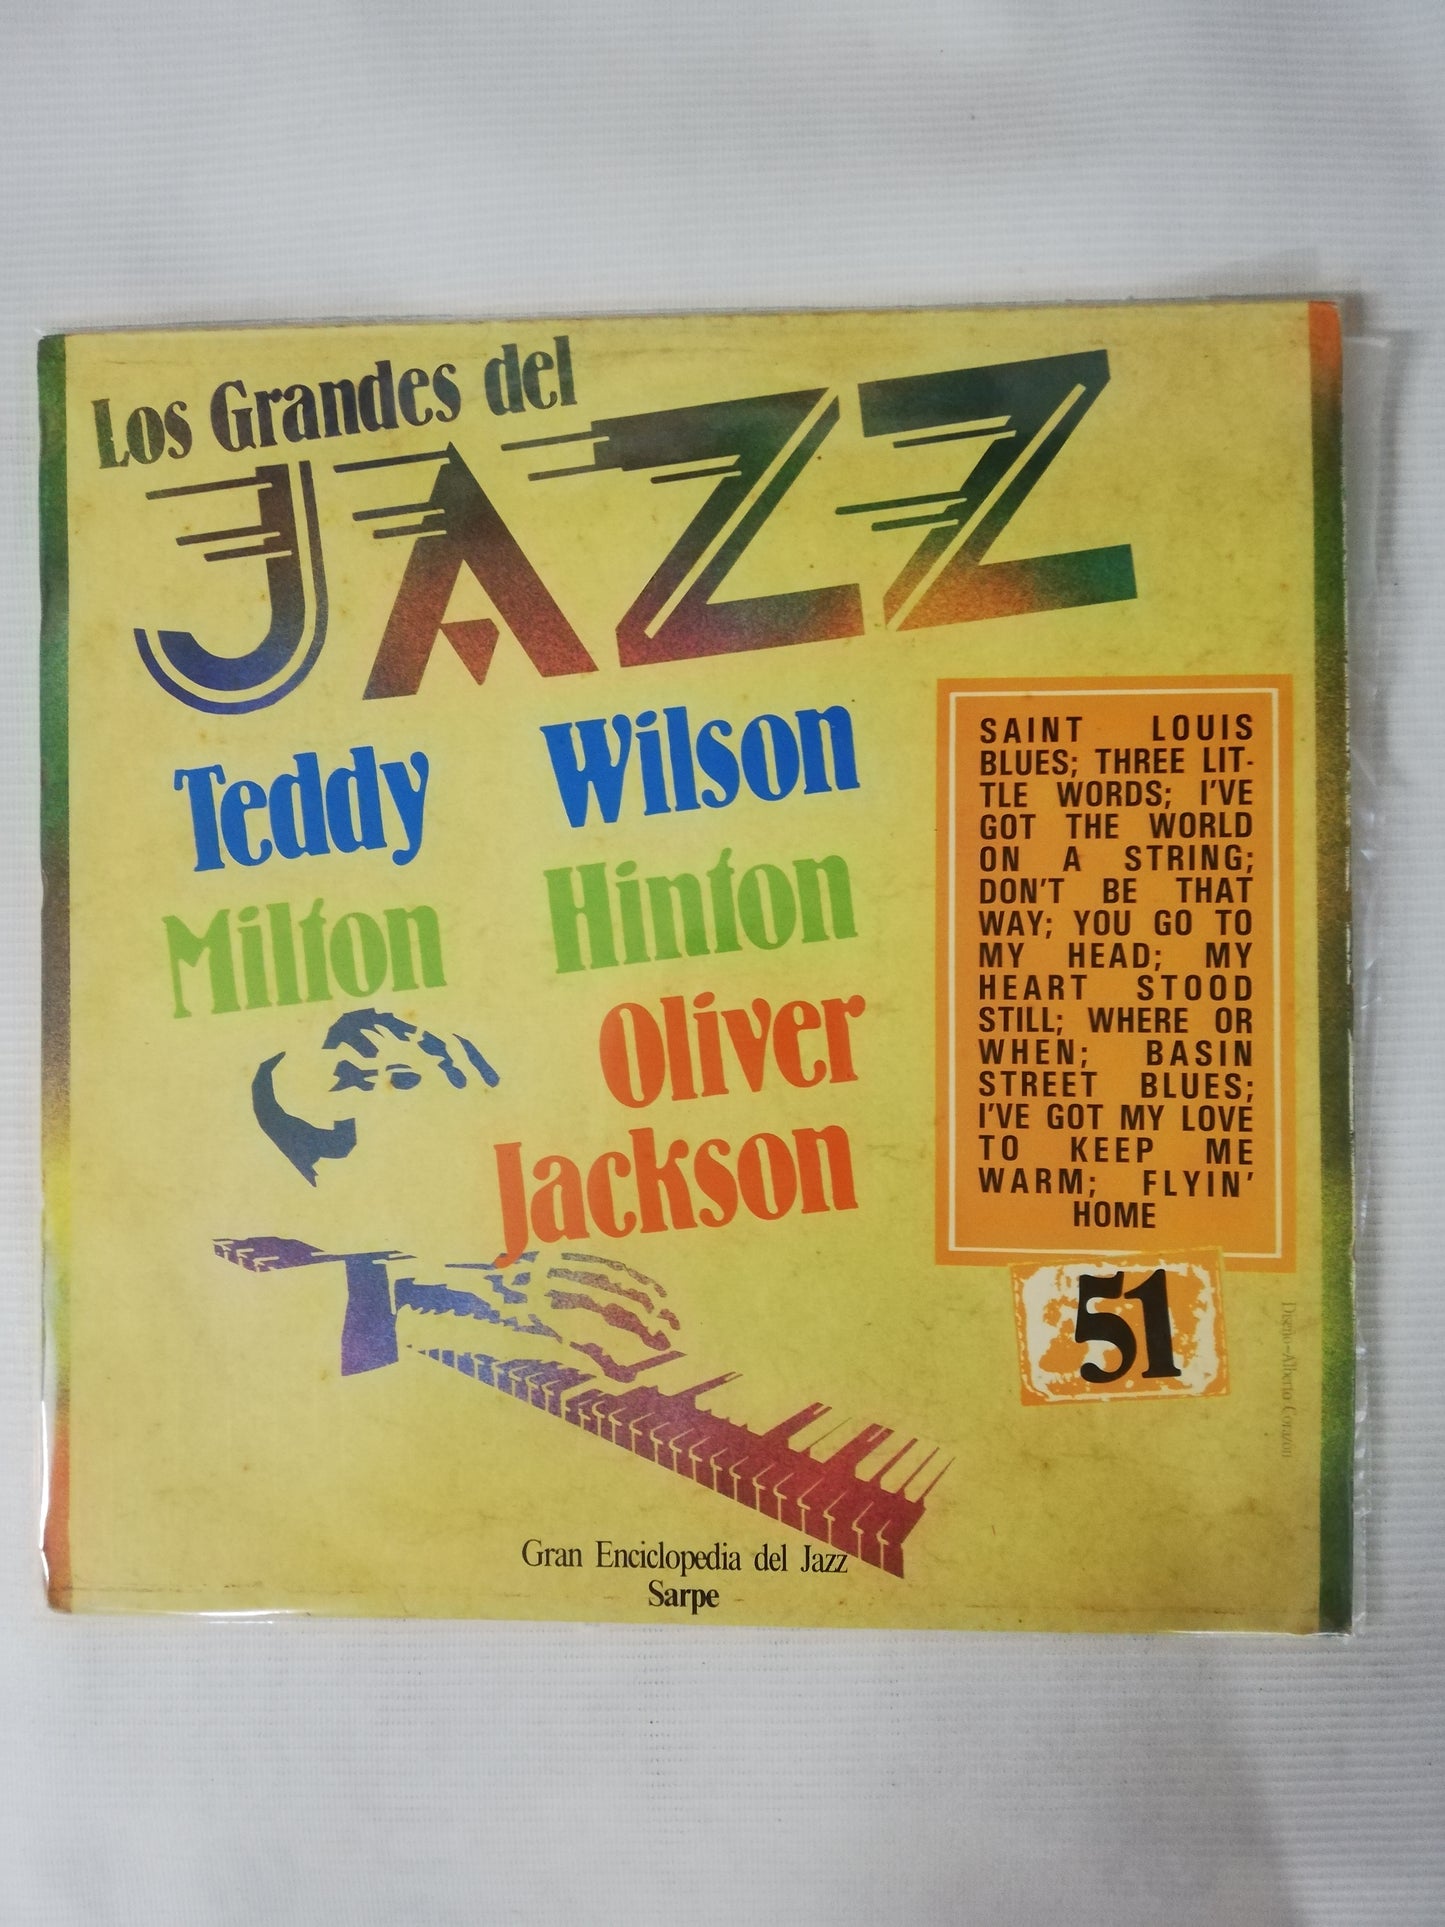 Los Grandes del
JAZZ
Teddy Wilson
Milton Hinton
Oliver
Jackson
SAINT LOUIS
BLUES; THREE LIT-
TLE WORDS; I'VE
GOT THE WORLD
ON A STRING;
DON'T BE THAT
WAY; YOU GO TO
MY HEAD; MY
HEART STOOD
STILL; WHERE OR
WHEN; BASIN
STREET BLUES;
I'VE GOT MY LOVE
TO KEEP ME
WARM; FLYIN'
HOME
51
Diseño-Alberto Corazon
Gran Enciclopedia del Jazz
Sarpe